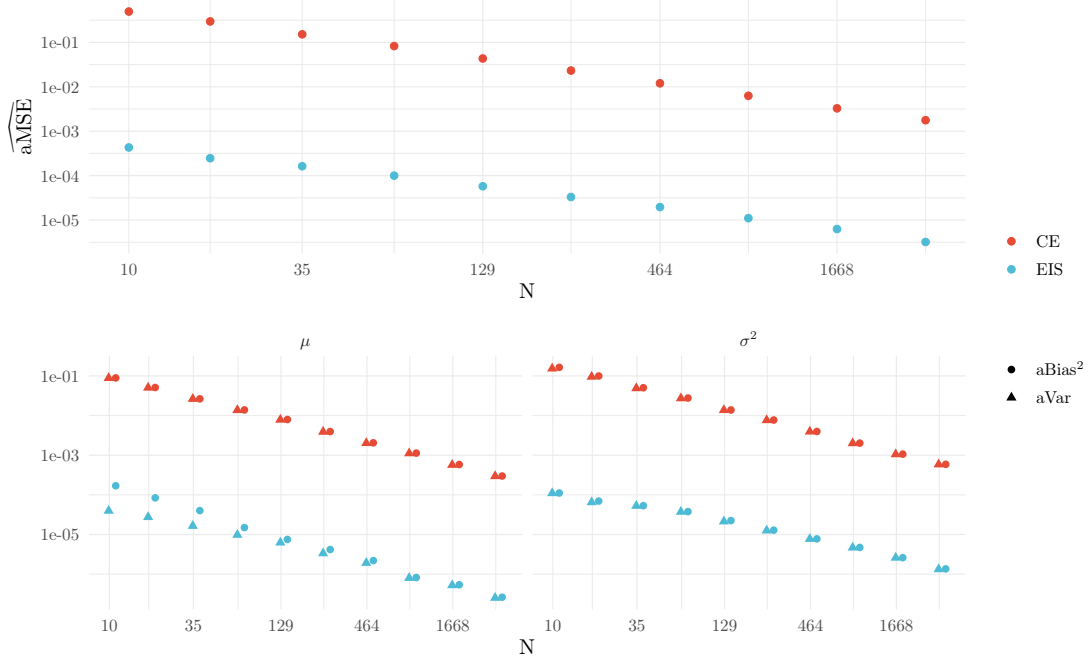 1e-01
1e-02
1e-03
1e-04
1e-05
aMSE
10 35 129 464 1668
N
CE
EIS
μ σ²
aBias²
aVar
1e-01
1e-03
1e-05
10 35 129 464 1668 10 35 129 464 1668
N